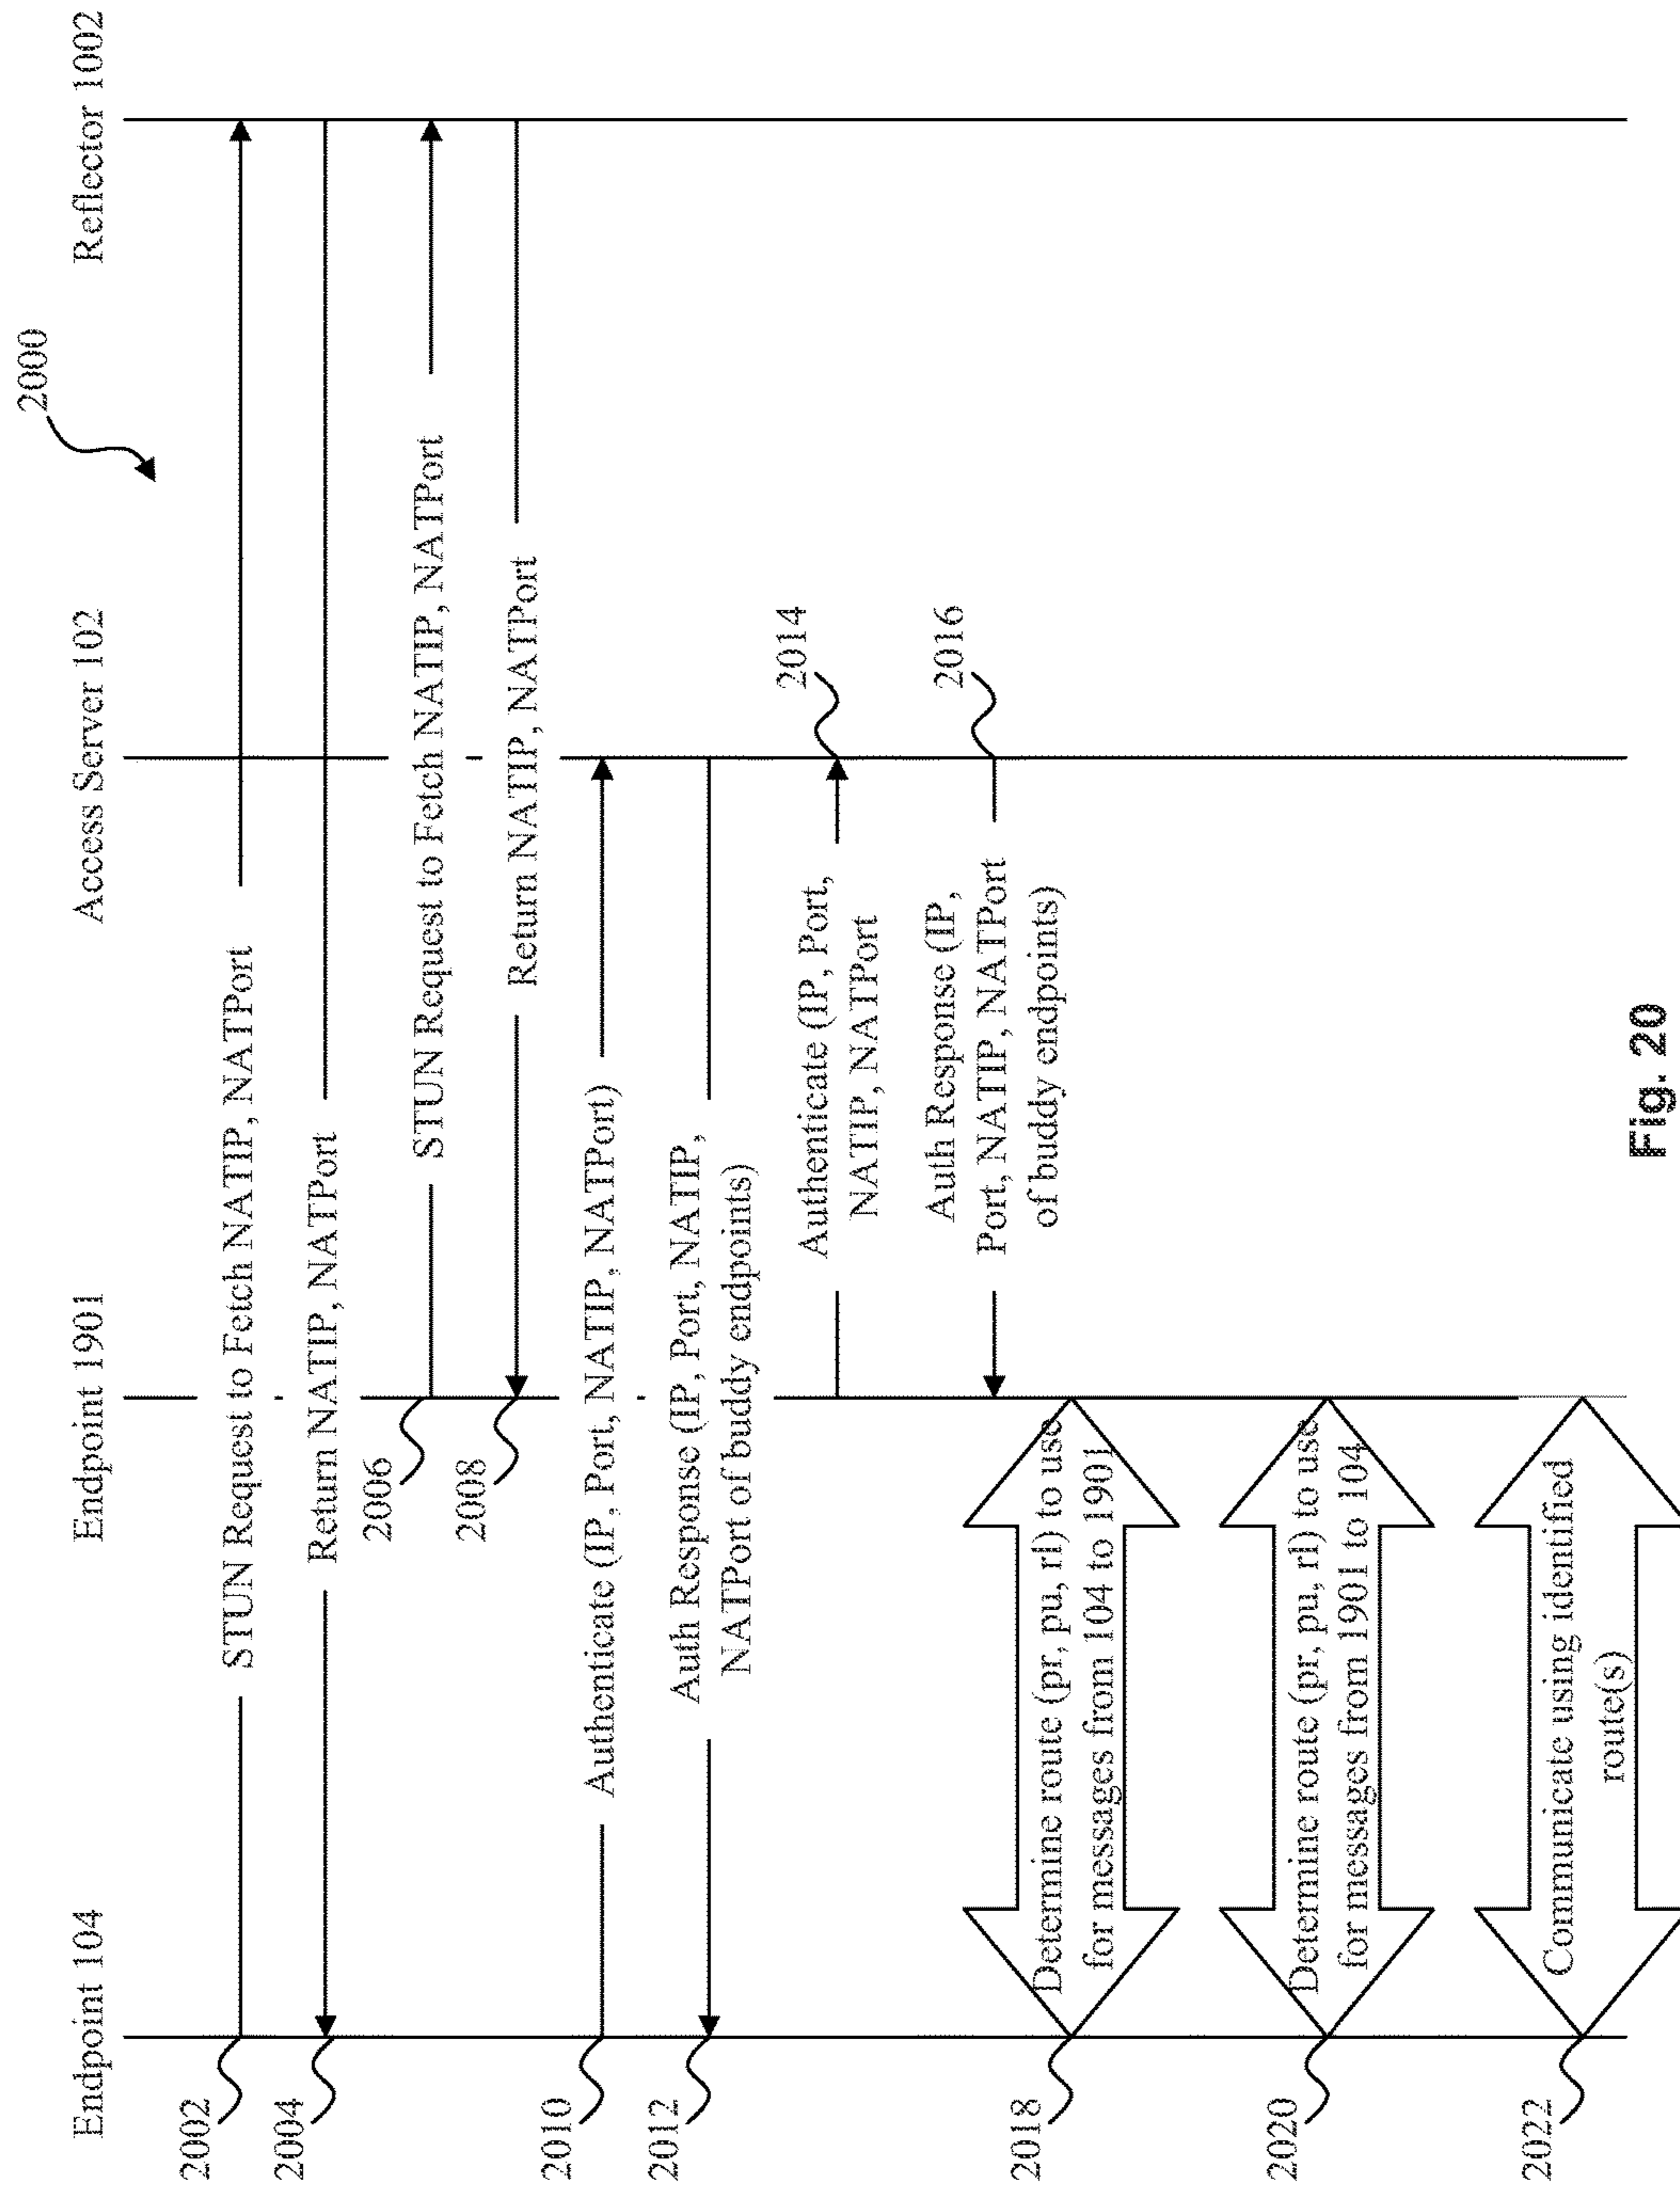 2000
Endpoint 104
Endpoint 1901
Access Server 102
Reflector 1002
2002
STUN Request to Fetch NATIP, NATPort
2004
Return NATIP, NATPort
2006
STUN Request to Fetch NATIP, NATPort
2008
Return NATIP, NATPort
2010
Authenticate (IP, Port, NATIP, NATPort)
2012
Auth Response (IP, Port, NATIP,
NATPort of buddy endpoints)
2014
Authenticate (IP, Port,
NATIP, NATPort
2016
Auth Response (IP,
Port, NATIP, NATPort
of buddy endpoints)
2018
Determine route (pr, pu, rl) to use
for messages from 104 to 1901
2020
Determine route (pr, pu, rl) to use
for messages from 1901 to 104
2022
Communicate using identified
route(s)
Fig. 20